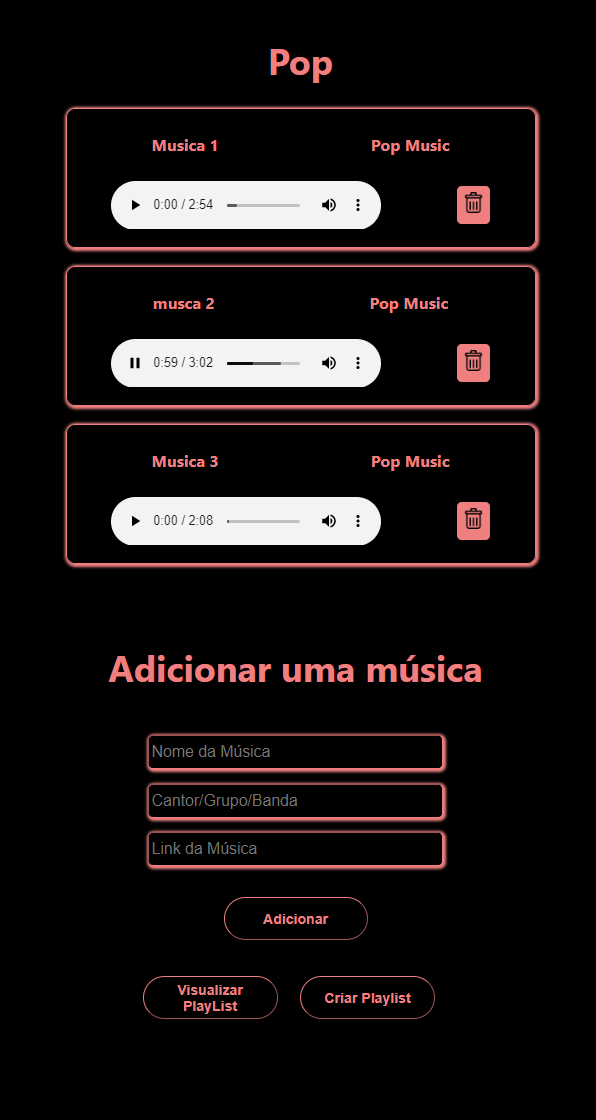 Pop
Musica 1 Pop Music
0:00 / 2:54
musca 2 Pop Music
0:59 / 3:02
Musica 3 Pop Music
0:00 / 2:08
Adicionar uma música
Nome da Música
Cantor/Grupo/Banda
Link da Música
Adicionar
Visualizar
PlayList
Criar Playlist